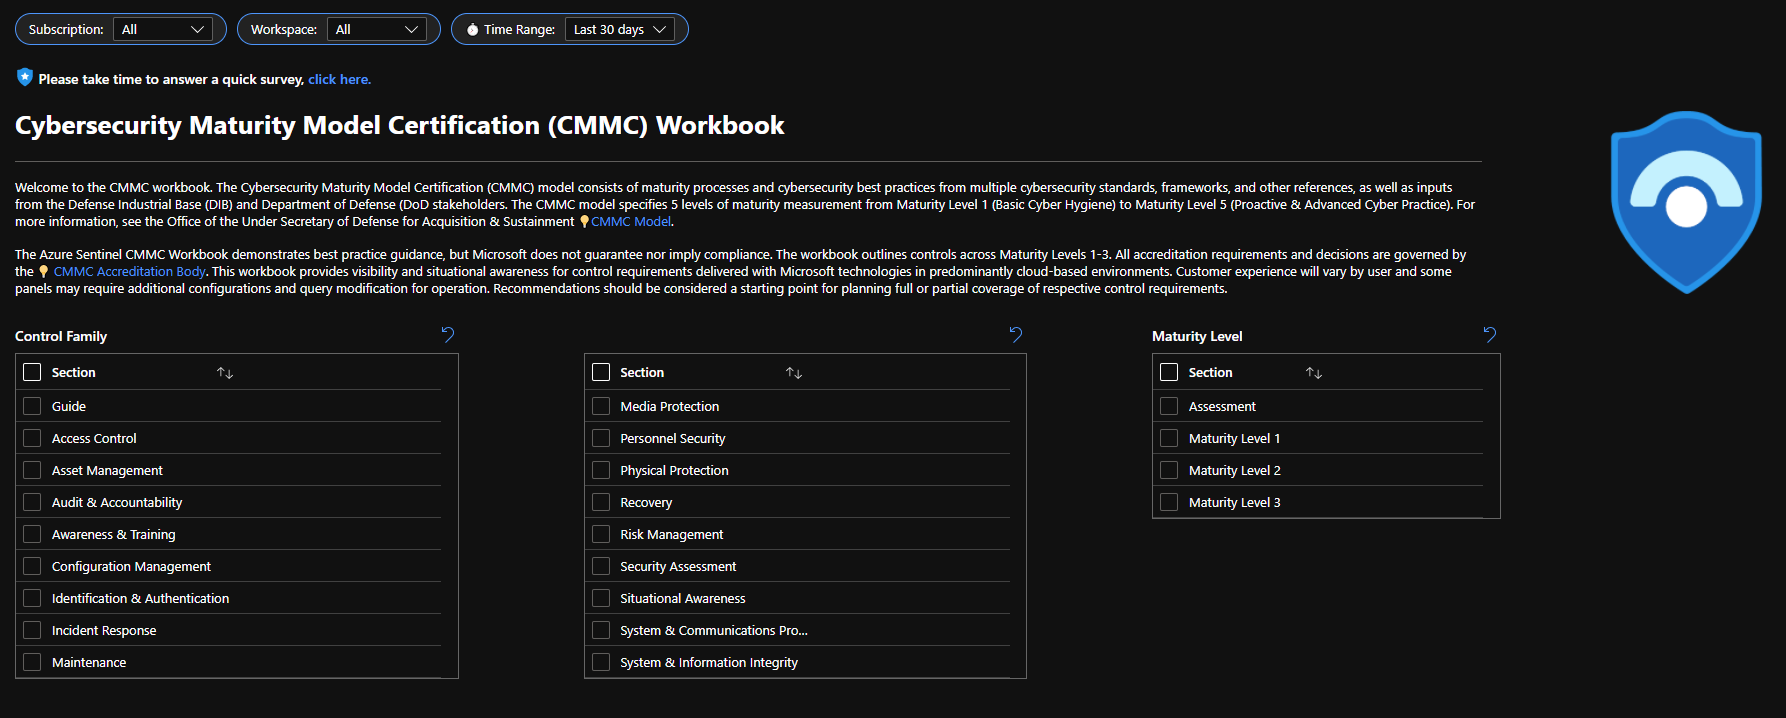 Subscription: All
Workspace: All
Time Range: Last 30 days
Please take time to answer a quick survey, click here.
Cybersecurity Maturity Model Certification (CMMC) Workbook
Welcome to the CMMC workbook. The Cybersecurity Maturity Model Certification (CMMC) model consists of maturity processes and cybersecurity best practices from multiple cybersecurity standards, frameworks, and other references, as well as inputs
from the Defense Industrial Base (DIB) and Department of Defense (DoD stakeholders. The CMMC model specifies 5 levels of maturity measurement from Maturity Level 1 (Basic Cyber Hygiene) to Maturity Level 5 (Proactive & Advanced Cyber Practice). For
more information, see the Office of the Under Secretary of Defense for Acquisition & Sustainment CMMC Model.
The Azure Sentinel CMMC Workbook demonstrates best practice guidance, but Microsoft does not guarantee nor imply compliance. The workbook outlines controls across Maturity Levels 1-3. All accreditation requirements and decisions are governed by
the CMMC Accreditation Body. This workbook provides visibility and situational awareness for control requirements delivered with Microsoft technologies in predominantly cloud-based environments. Customer experience will vary by user and some
panels may require additional configurations and query modification for operation. Recommendations should be considered a starting point for planning full or partial coverage of respective control requirements.
Control Family
Section
Guide
Access Control
Asset Management
Audit & Accountability
Awareness & Training
Configuration Management
Identification & Authentication
Incident Response
Maintenance
Section
Media Protection
Personnel Security
Physical Protection
Recovery
Risk Management
Security Assessment
Situational Awareness
System & Communications Pro...
System & Information Integrity
Maturity Level
Section
Assessment
Maturity Level 1
Maturity Level 2
Maturity Level 3